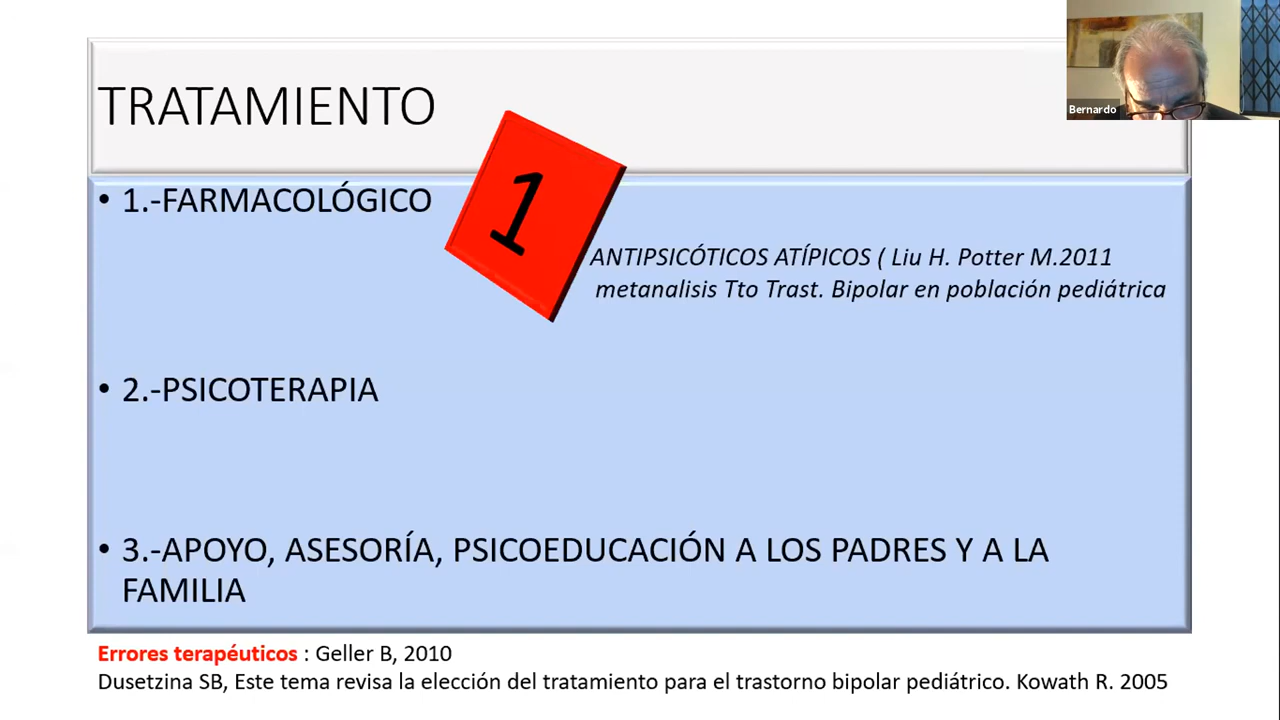 TRATAMIENTO
Bernardo
• 1.-FARMACOLÓGICO
1
ANTIPSICÓTICOS ATÍPICOS ( Liu H. Potter M.2011
metanalisis Tto Trast. Bipolar en población pediátrica
• 2.-PSICOTERAPIA
• 3.-APOYO, ASESORÍA, PSICOEDUCACIÓN A LOS PADRES Y A LA
FAMILIA
Errores terapéuticos : Geller B, 2010
Dusetzina SB, Este tema revisa la elección del tratamiento para el trastorno bipolar pediátrico. Kowath R. 2005